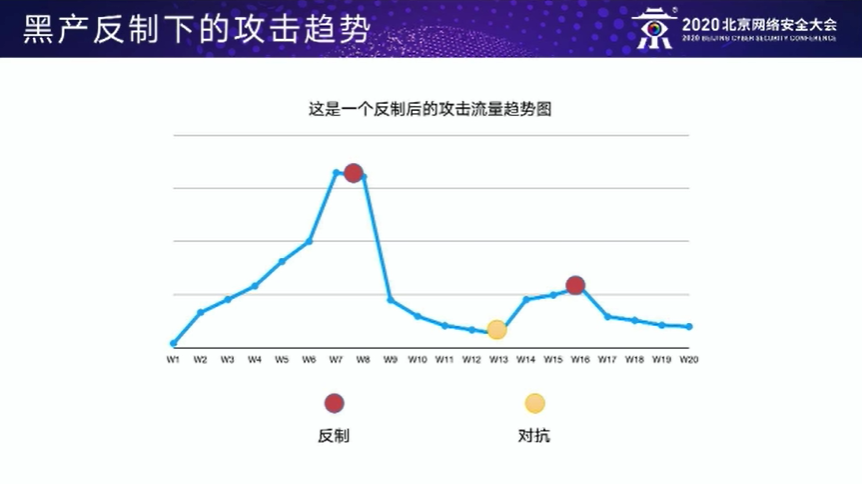 黑产反制下的攻击趋势
2020 北京网络安全大会
2020 BEIJING CYBER SECURITY CONFERENCE
这是一个反制后的攻击流量趋势图
W1 W2 W3 W4 W5 W6 W7 W8 W9 W10 W11 W12 W13 W14 W15 W16 W17 W18 W19 W20
反制 对抗